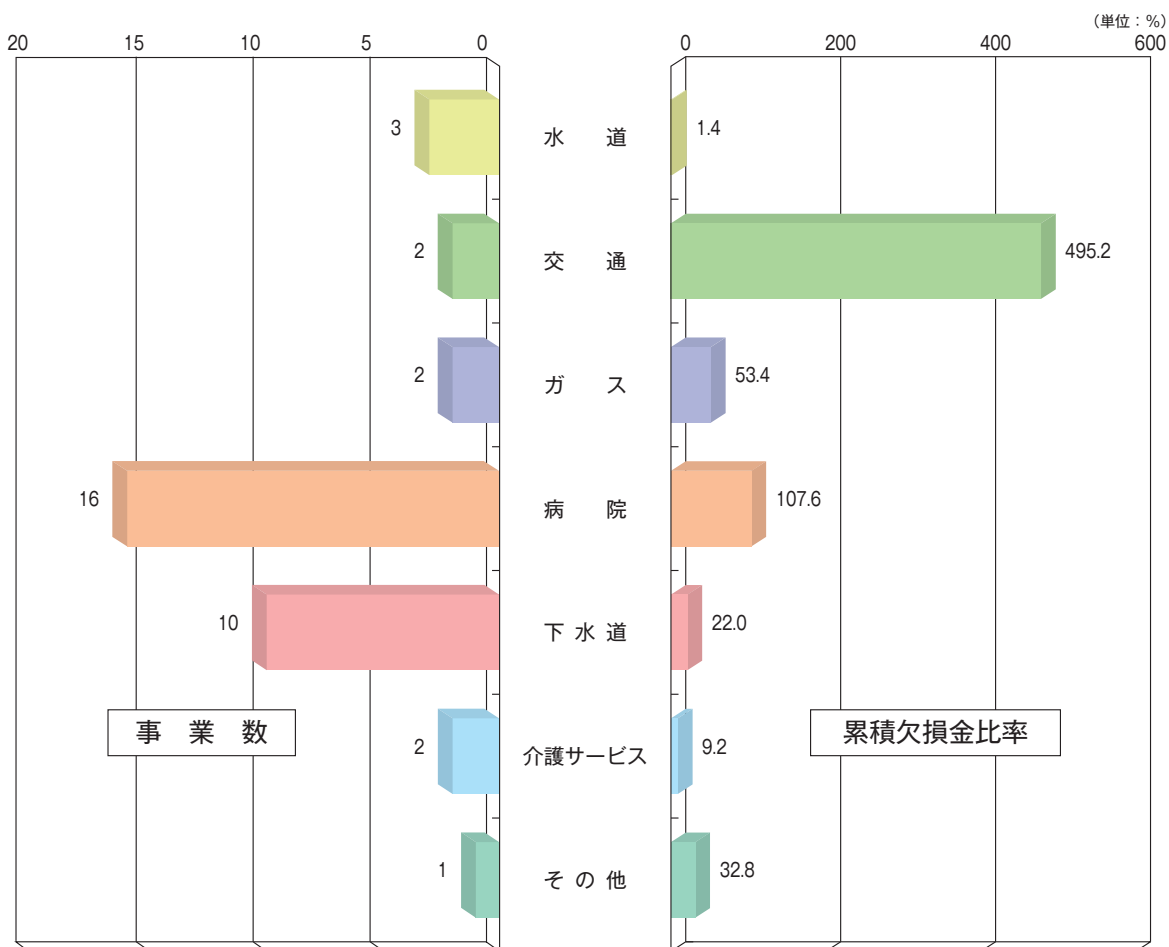 (単位:%)
20 15 10 5 0 0 200 400 600
3 水道 1.4
2 交通 495.2
2 ガス 53.4
16 病院 107.6
10 下水道 22.0
事業数 累積欠損金比率
2 介護サービス 9.2
1 その他 32.8